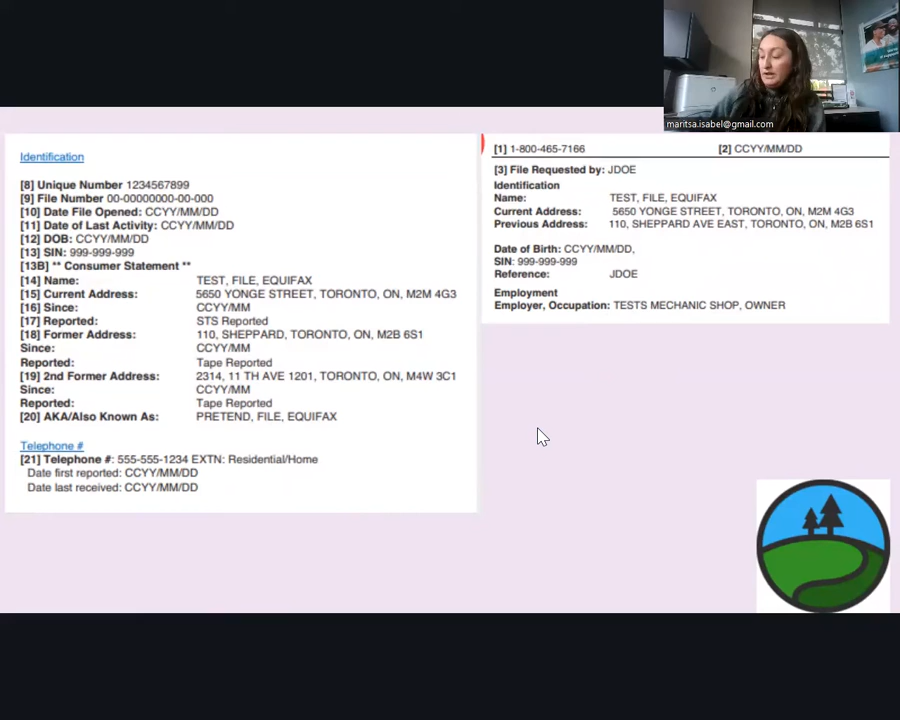 maritsa.isabel@gmail.com
Identification
[8] Unique Number 1234567899
[9] File Number 00-00000000-00-000
[10] Date File Opened: CCYY/MM/DD
[11] Date of Last Activity: CCYY/MM/DD
[12] DOB: CCYY/MM/DD
[13] SIN: 999-999-999
[13B] ** Consumer Statement **
[14] Name: TEST, FILE, EQUIFAX
[15] Current Address: 5650 YONGE STREET, TORONTO, ON, M2M 4G3
[16] Since: CCYY/MM
[17] Reported: STS Reported
[18] Former Address: 110, SHEPPARD, TORONTO, ON, M2B 6S1
Since: CCYY/MM
Reported: Tape Reported
[19] 2nd Former Address: 2314, 11 TH AVE 1201, TORONTO, ON, M4W 3C1
Since: CCYY/MM
Reported: Tape Reported
[20] AKA/Also Known As: PRETEND, FILE, EQUIFAX
Telephone #
[21] Telephone #: 555-555-1234 EXTN: Residential/Home
Date first reported: CCYY/MM/DD
Date last received: CCYY/MM/DD
[1] 1-800-465-7166 [2] CCYY/MM/DD
[3] File Requested by: JDOE
Identification
Name: TEST, FILE, EQUIFAX
Current Address: 5650 YONGE STREET, TORONTO, ON, M2M 4G3
Previous Address: 110, SHEPPARD AVE EAST, TORONTO, ON, M2B 6S1
Date of Birth: CCYY/MM/DD,
SIN: 999-999-999
Reference: JDOE
Employment
Employer, Occupation: TESTS MECHANIC SHOP, OWNER